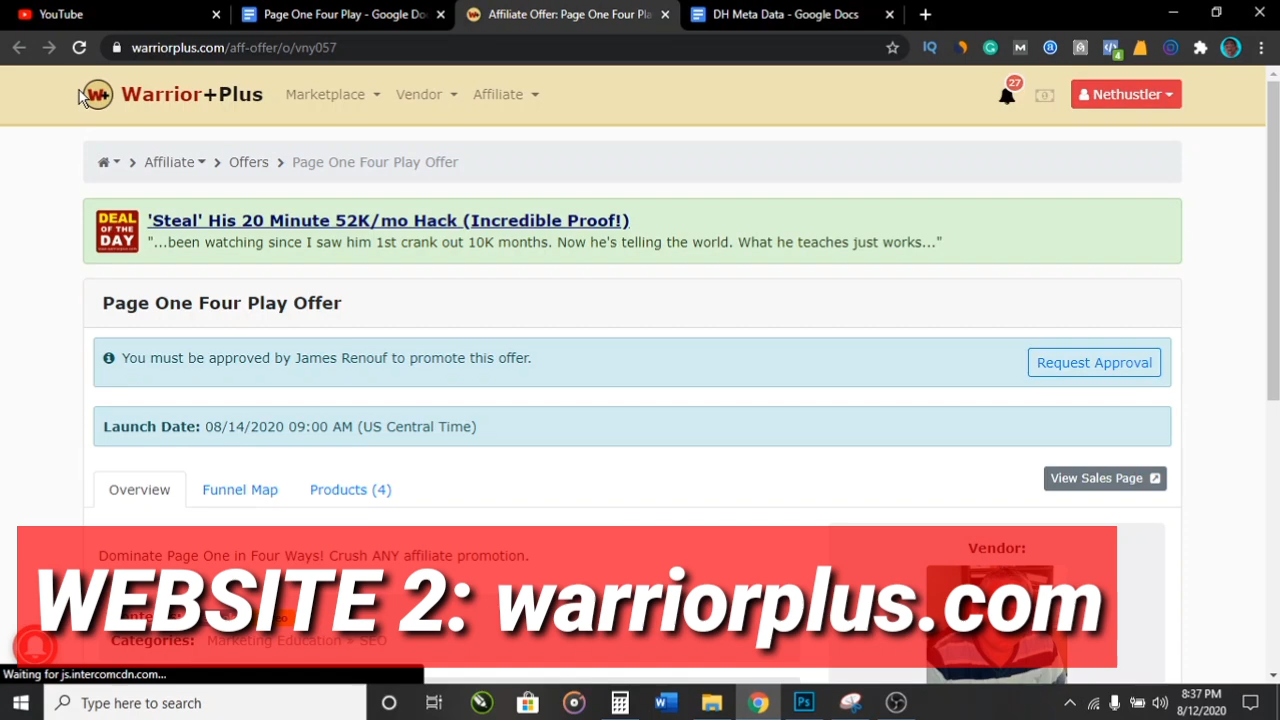 YouTube
Page One Four Play - Google Doc
Affiliate Offer: Page One Four Pla
DH Meta Data - Google Docs
warriorplus.com/aff-offer/o/vny057
IQ
4
Warrior+Plus
Marketplace
Vendor
Affiliate
27
Nethustler
Affiliate
Offers
Page One Four Play Offer
DEAL OF THE DAY
'Steal' His 20 Minute 52K/mo Hack (Incredible Proof!)
"...been watching since I saw him 1st crank out 10K months. Now he's telling the world. What he teaches just works..."
Page One Four Play Offer
You must be approved by James Renouf to promote this offer.
Request Approval
Launch Date: 08/14/2020 09:00 AM (US Central Time)
Overview
Funnel Map
Products (4)
View Sales Page
Dominate Page One in Four Ways! Crush ANY affiliate promotion.
Vendor:
WEBSITE 2: warriorplus.com
Categories: Marketing Education » SEO
Waiting for js.intercomcdn.com...
Type here to search
8:37 PM
8/12/2020